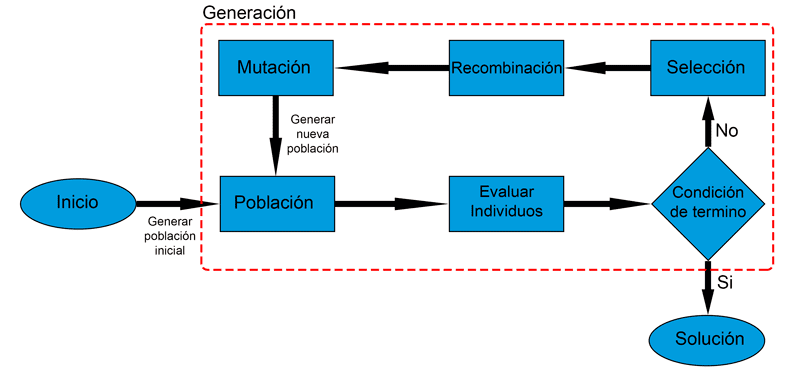 Generación
Mutación
Recombinación
Selección
Generar
nueva
población
No
Inicio
Generar
población
inicial
Población
Evaluar
Individuos
Condición
de termino
Si
Solución